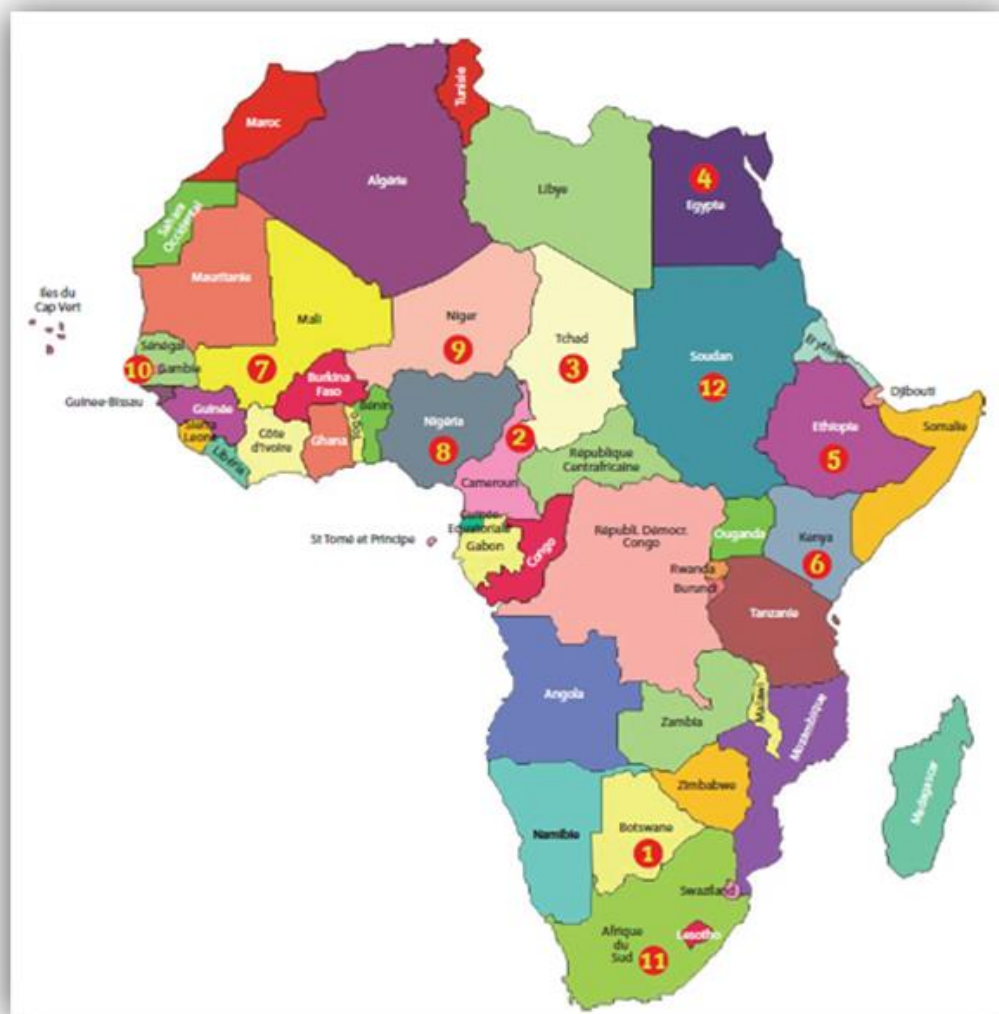 Tunisie
Maroc
Algérie
Libye
4
Egypte
Sahara
Occidental
Mauritanie
Iles du
Cap Vert
Mali
Niger
9
Tchad
3
Soudan
12
Erythrée
Djibouti
Sénégal
10
Gambie
7
Burkina
Faso
Guinée-Bissau
Guinée
Bénin
Togo
Nigéria
8
2
Ethiopie
5
Somalie
Sierra
Leone
Libéria
Côte
d'Ivoire
Ghana
Cameroun
République
Centrafricaine
Guinée
Equatoriale
St Tomé et Principe
Gabon
Congo
Républ. Démocr.
Congo
Ouganda
Kenya
6
Rwanda
Burundi
Tanzanie
Angola
Zambia
Malawi
Mozambique
Madagascar
Zimbabwe
Namibie
Botswane
1
Swaziland
Afrique
du
Sud
11
Lesotho